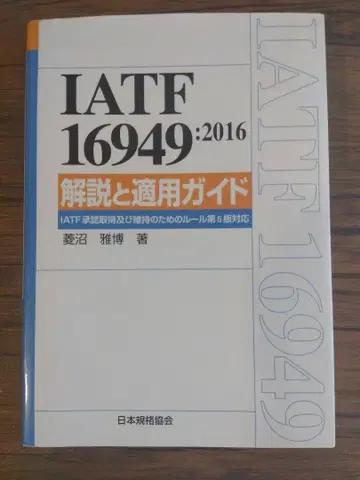 IATF
16949:2016
解説と適用ガイド
IATF承認取得及び維持のためのルール第5版対応
菱沼 雅博 著
日本規格協会
IATF 16949